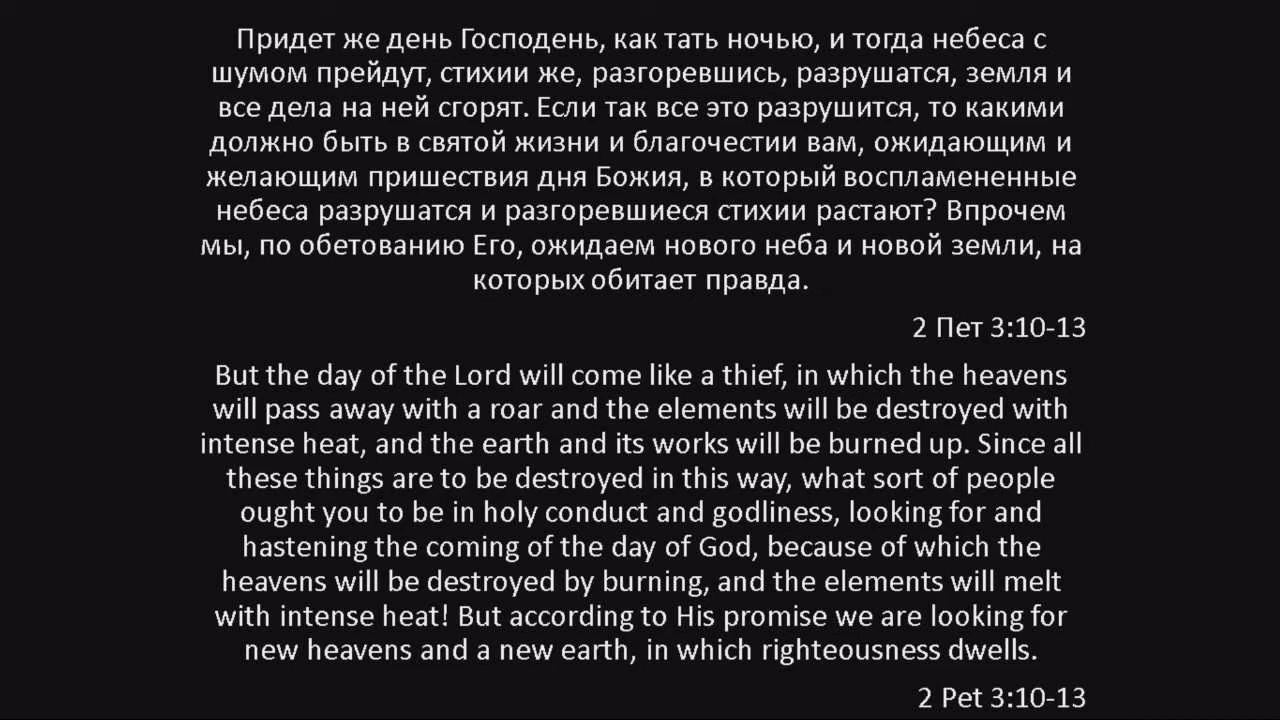 Придет же день Господень, как тать ночью, и тогда небеса с
шумом прейдут, стихии же, разгоревшись, разрушатся, земля и
все дела на ней сгорят. Если так все это разрушится, то какими
должно быть в святой жизни и благочестии вам, ожидающим и
желающим пришествия дня Божия, в который воспламененные
небеса разрушатся и разгоревшиеся стихии растают? Впрочем
мы, по обетованию Его, ожидаем нового неба и новой земли, на
которых обитает правда.
2 Пет 3:10-13
But the day of the Lord will come like a thief, in which the heavens
will pass away with a roar and the elements will be destroyed with
intense heat, and the earth and its works will be burned up. Since all
these things are to be destroyed in this way, what sort of people
ought you to be in holy conduct and godliness, looking for and
hastening the coming of the day of God, because of which the
heavens will be destroyed by burning, and the elements will melt
with intense heat! But according to His promise we are looking for
new heavens and a new earth, in which righteousness dwells.
2 Pet 3:10-13